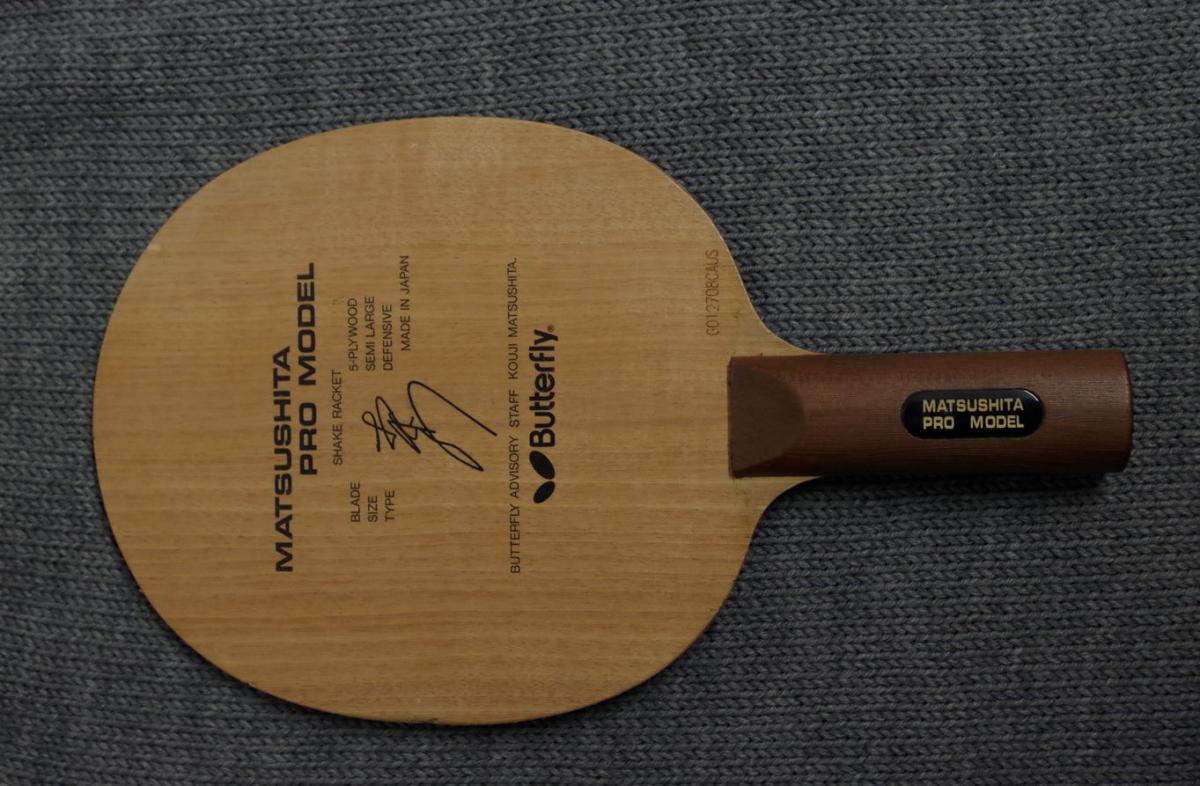 MATSUSHITA
PRO MODEL
SHAKE RACKET
BLADE 5-PLYWOOD
SIZE SEMI LARGE
TYPE DEFENSIVE
MADE IN JAPAN
BUTTERFLY ADVISORY STAFF KOUJI MATSUSHITA.
Butterfly®
MATSUSHITA
PRO MODEL